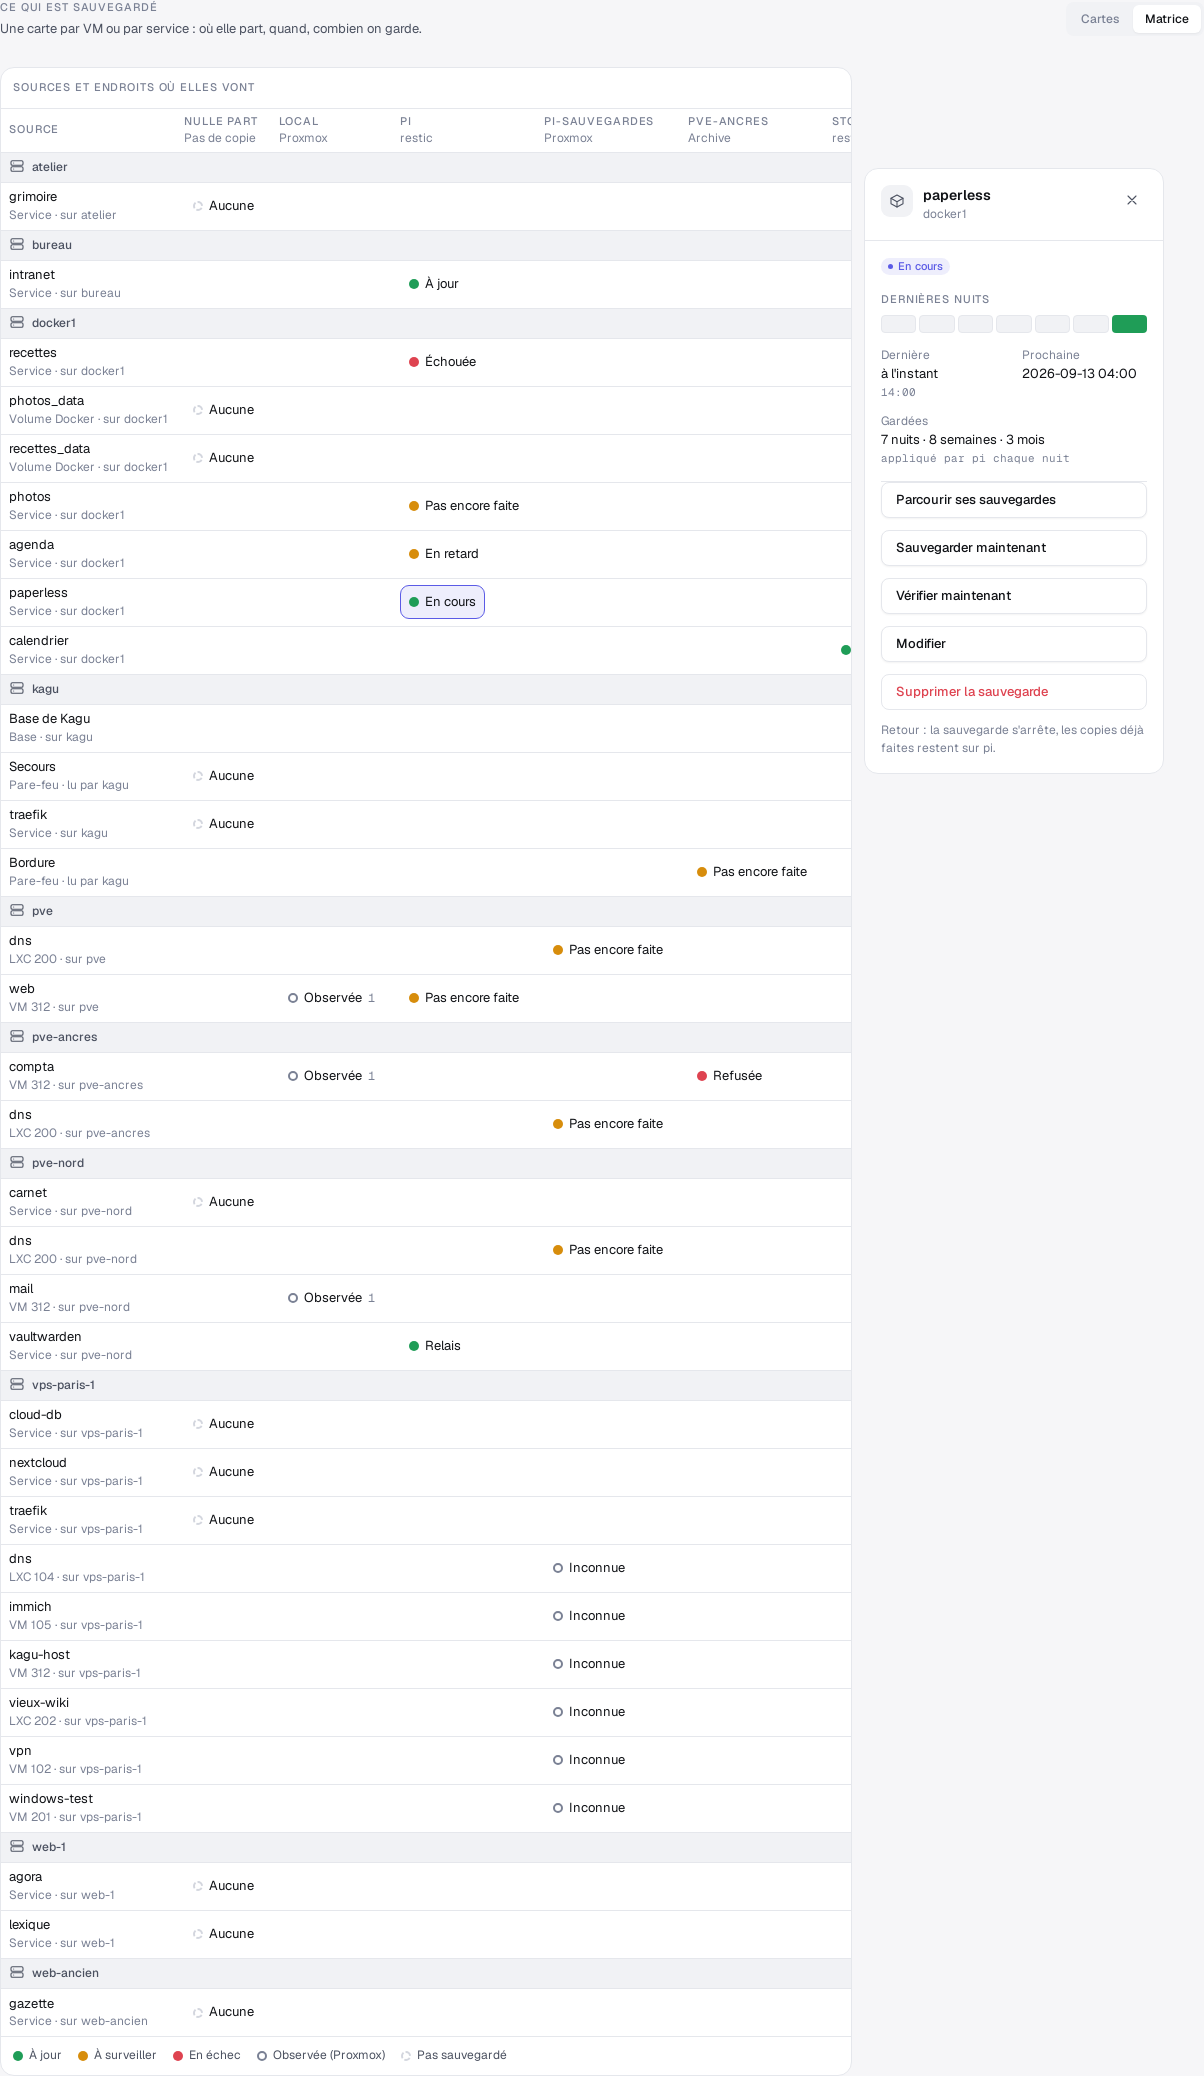 CE QUI EST SAUVEGARDÉ
Une carte par VM ou par service : où elle part, quand, combien on garde.
Cartes
Matrice
SOURCES ET ENDROITS OÙ ELLES VONT
SOURCE
NULLE PART
Pas de copie
LOCAL
Proxmox
PI
restic
PI-SAUVEGARDES
Proxmox
PVE-ANCRES
Archive
atelier
grimoire
Service · sur atelier
Aucune
bureau
intranet
Service · sur bureau
À jour
docker1
recettes
Service · sur docker1
Échouée
photos_data
Volume Docker · sur docker1
Aucune
recettes_data
Volume Docker · sur docker1
Aucune
photos
Service · sur docker1
Pas encore faite
agenda
Service · sur docker1
En retard
paperless
Service · sur docker1
En cours
calendrier
Service · sur docker1
kagu
Base de Kagu
Base · sur kagu
Secours
Pare-feu · lu par kagu
Aucune
traefik
Service · sur kagu
Aucune
Bordure
Pare-feu · lu par kagu
Pas encore faite
pve
dns
LXC 200 · sur pve
Pas encore faite
web
VM 312 · sur pve
Observée 1
Pas encore faite
pve-ancres
compta
VM 312 · sur pve-ancres
Observée 1
Refusée
dns
LXC 200 · sur pve-ancres
Pas encore faite
pve-nord
carnet
Service · sur pve-nord
Aucune
dns
LXC 200 · sur pve-nord
Pas encore faite
mail
VM 312 · sur pve-nord
Observée 1
vaultwarden
Service · sur pve-nord
Relais
vps-paris-1
cloud-db
Service · sur vps-paris-1
Aucune
nextcloud
Service · sur vps-paris-1
Aucune
traefik
Service · sur vps-paris-1
Aucune
dns
LXC 104 · sur vps-paris-1
Inconnue
immich
VM 105 · sur vps-paris-1
Inconnue
kagu-host
VM 312 · sur vps-paris-1
Inconnue
vieux-wiki
LXC 202 · sur vps-paris-1
Inconnue
vpn
VM 102 · sur vps-paris-1
Inconnue
windows-test
VM 201 · sur vps-paris-1
Inconnue
web-1
agora
Service · sur web-1
Aucune
lexique
Service · sur web-1
Aucune
web-ancien
gazette
Service · sur web-ancien
Aucune
À jour
À surveiller
En échec
Observée (Proxmox)
Pas sauvegardé
paperless
docker1
En cours
DERNIÈRES NUITS
Dernière
à l'instant
14:00
Prochaine
2026-09-13 04:00
Gardées
7 nuits · 8 semaines · 3 mois
appliqué par pi chaque nuit
Parcourir ses sauvegardes
Sauvegarder maintenant
Vérifier maintenant
Modifier
Supprimer la sauvegarde
Retour : la sauvegarde s'arrête, les copies déjà
faites restent sur pi.